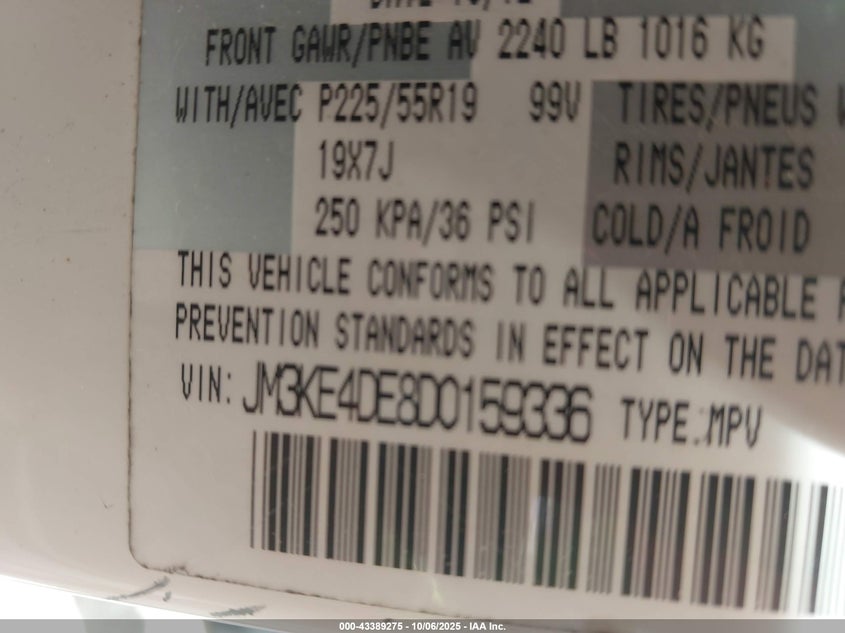 FRONT GAWR/PNBE AV 2240 LB 1016 KG
WITH/AVEC P225/55R19 99V TIRES/PNEUS
19X7J RIMS/JANTES
250 KPA/36 PSI COLD/A FROID
THIS VEHICLE CONFORMS TO ALL APPLICABLE
PREVENTION STANDARDS IN EFFECT ON THE DAT
VIN: JM3KE4DE8D0159336 TYPE:MPV
000-43389275 - 10/06/2025 - IAA Inc.